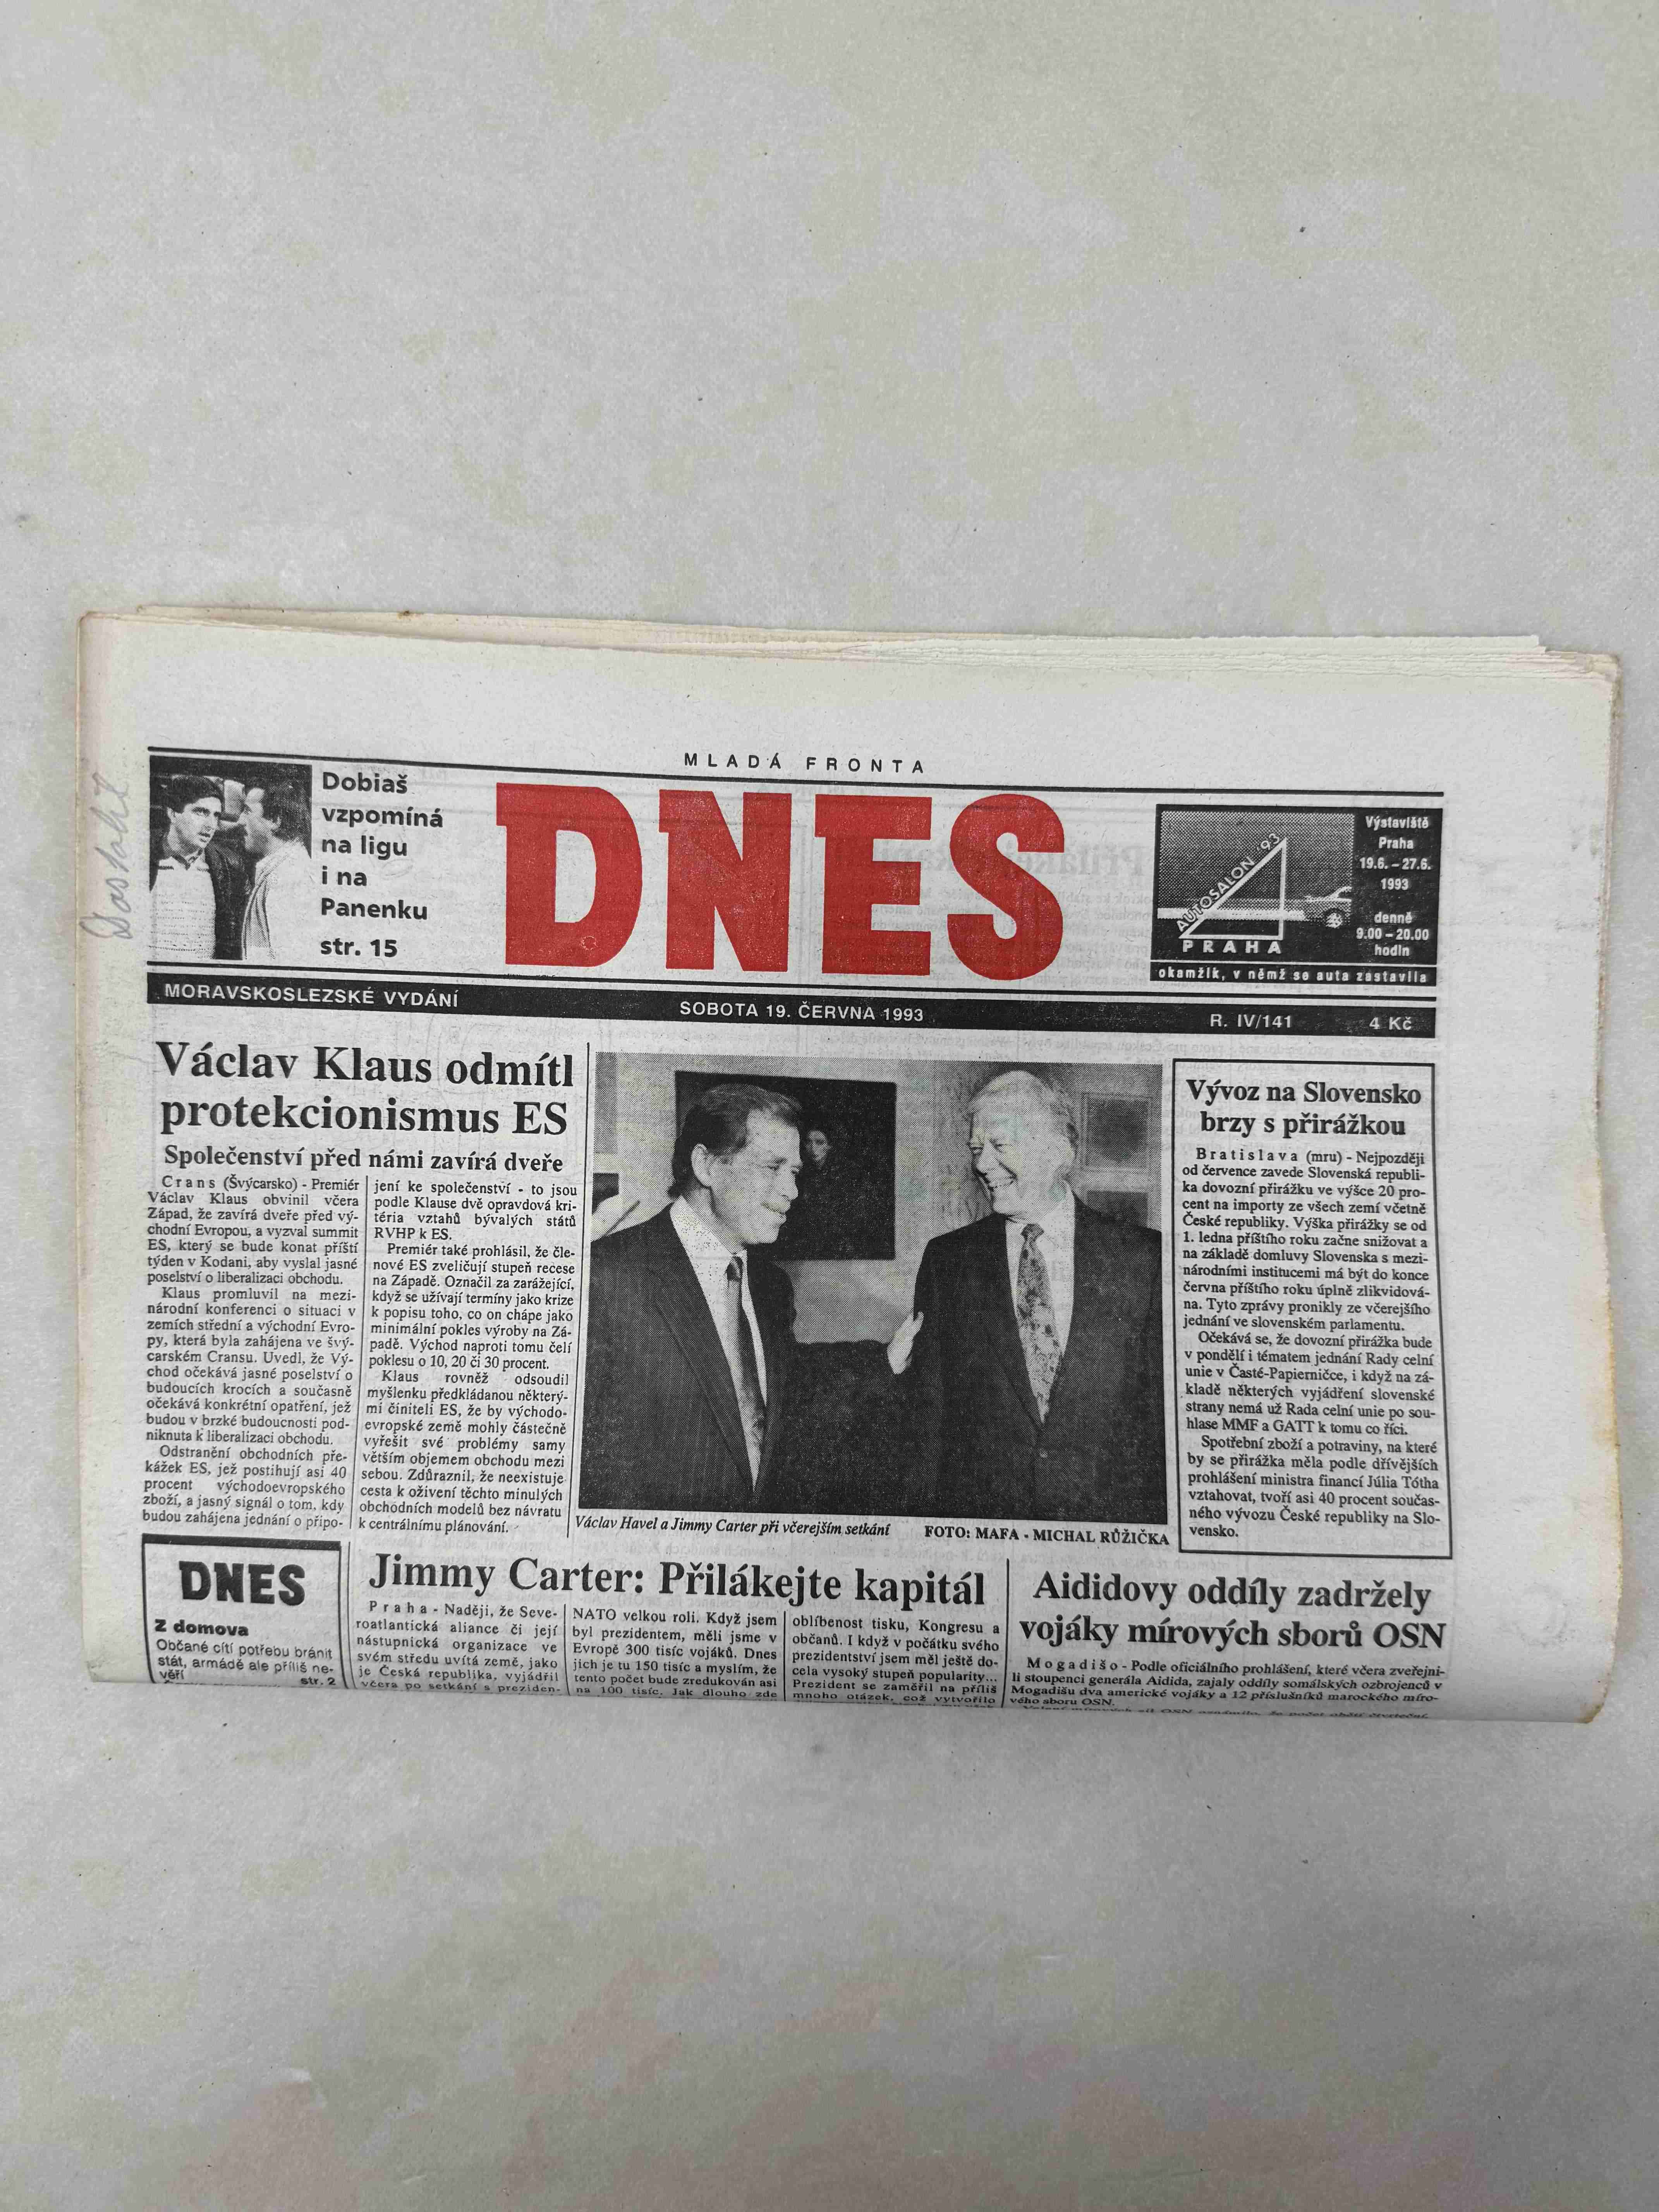 MLADÁ FRONTA
Dobiaš
vzpomíná
na ligu
i na
Panenku
str. 15
DNES
AUTOSALON '93
PRAHA
Výstaviště
Praha
19.6. – 27.6.
1993
denně
9.00 – 20.00
hodin
okamžik, v němž se auta zastavila
MORAVSKOSLEZSKÉ VYDÁNÍ
SOBOTA 19. ČERVNA 1993
R. IV/141
4 Kč
Václav Klaus odmítl
protekcionismus ES
Společenství před námi zavírá dveře
Crans (Švýcarsko) - Premiér
Václav Klaus obvinil včera
Západ, že zavírá dveře před vý-
chodní Evropou, a vyzval summit
ES, který se bude konat příští
týden v Kodani, aby vyslal jasné
poselství o liberalizaci obchodu.
Klaus promluvil na mezi-
národní konferenci o situaci v
zemích střední a východní Evro-
py, která byla zahájena ve švý-
carském Cransu. Uvedl, že Vý-
chod očekává jasné poselství o
budoucích krocích a současně
očekává konkrétní opatření, jež
budou v brzké budoucnosti pod-
niknuta k liberalizaci obchodu.
Odstranění obchodních pře-
kážek ES, jež postihují asi 40
procent východoevropského
zboží, a jasný signál o tom, kdy
budou zahájena jednání o připo-
jení ke společenství - to jsou
podle Klause dvě opravdová kri-
téria vztahů bývalých států
RVHP k ES.
Premiér také prohlásil, že čle-
nové ES zveličují stupeň recese
na Západě. Označil za zarážející,
když se užívají termíny jako krize
k popisu toho, co on chápe jako
minimální pokles výroby na Zá-
padě. Východ naproti tomu čelí
poklesu o 10, 20 či 30 procent.
Klaus rovněž odsoudil
myšlenku předkládanou některý-
mi činiteli ES, že by východo-
evropské země mohly částečně
vyřešit své problémy samy
větším objemem obchodu mezi
sebou. Zdůraznil, že neexistuje
cesta k oživení těchto minulých
obchodních modelů bez návratu
k centrálnímu plánování.
Václav Havel a Jimmy Carter při včerejším setkání
FOTO: MAFA - MICHAL RŮŽIČKA
Vývoz na Slovensko
brzy s přirážkou
Bratislava (mru) - Nejpozději
od července zavede Slovenská republi-
ka dovozní přirážku ve výšce 20 pro-
cent na importy ze všech zemí včetně
České republiky. Výška přirážky se od
1. ledna příštího roku začne snižovat a
na základě domluvy Slovenska s mezi-
národními institucemi má být do konce
června příštího roku úplně zlikvidová-
na. Tyto zprávy pronikly ze včerejšího
jednání ve slovenském parlamentu.
Očekává se, že dovozní přirážka bude
v pondělí i tématem jednání Rady celní
unie v Časté-Papierničce, i když na zá-
kladě některých vyjádření slovenské
strany nemá už Rada celní unie po sou-
hlase MMF a GATT k tomu co říci.
Spotřební zboží a potraviny, na které
by se přirážka měla podle dřívějších
prohlášení ministra financí Júlia Tótha
vztahovat, tvoří asi 40 procent součas-
ného vývozu České republiky na Slo-
vensko.
DNES
Z domova
Občané cítí potřebu bránit
stát, armádě ale příliš ne-
věří
str. 2
Jimmy Carter: Přilákejte kapitál
Praha - Naději, že Seve-
roatlantická aliance či její
nástupnická organizace ve
svém středu uvítá země, jako
je Česká republika, vyjádřil
včera po setkání s preziden-
NATO velkou roli. Když jsem
byl prezidentem, měli jsme v
Evropě 300 tisíc vojáků. Dnes
jich je tu 150 tisíc a myslím, že
tento počet bude zredukován asi
na 100 tisíc. Jak dlouho zde
oblíbenost tisku, Kongresu a
občanů. I když v počátku svého
prezidentství jsem měl ještě do-
cela vysoký stupeň popularity...
Prezident se zaměřil na příliš
mnoho otázek, což vytvořilo
Aididovy oddíly zadržely
vojáky mírových sborů OSN
Mogadišo - Podle oficiálního prohlášení, které včera zveřejni-
li stoupenci generála Aidida, zajaly oddíly somálských ozbrojenců v
Mogadišu dva americké vojáky a 12 příslušníků marockého míro-
vého sboru OSN.